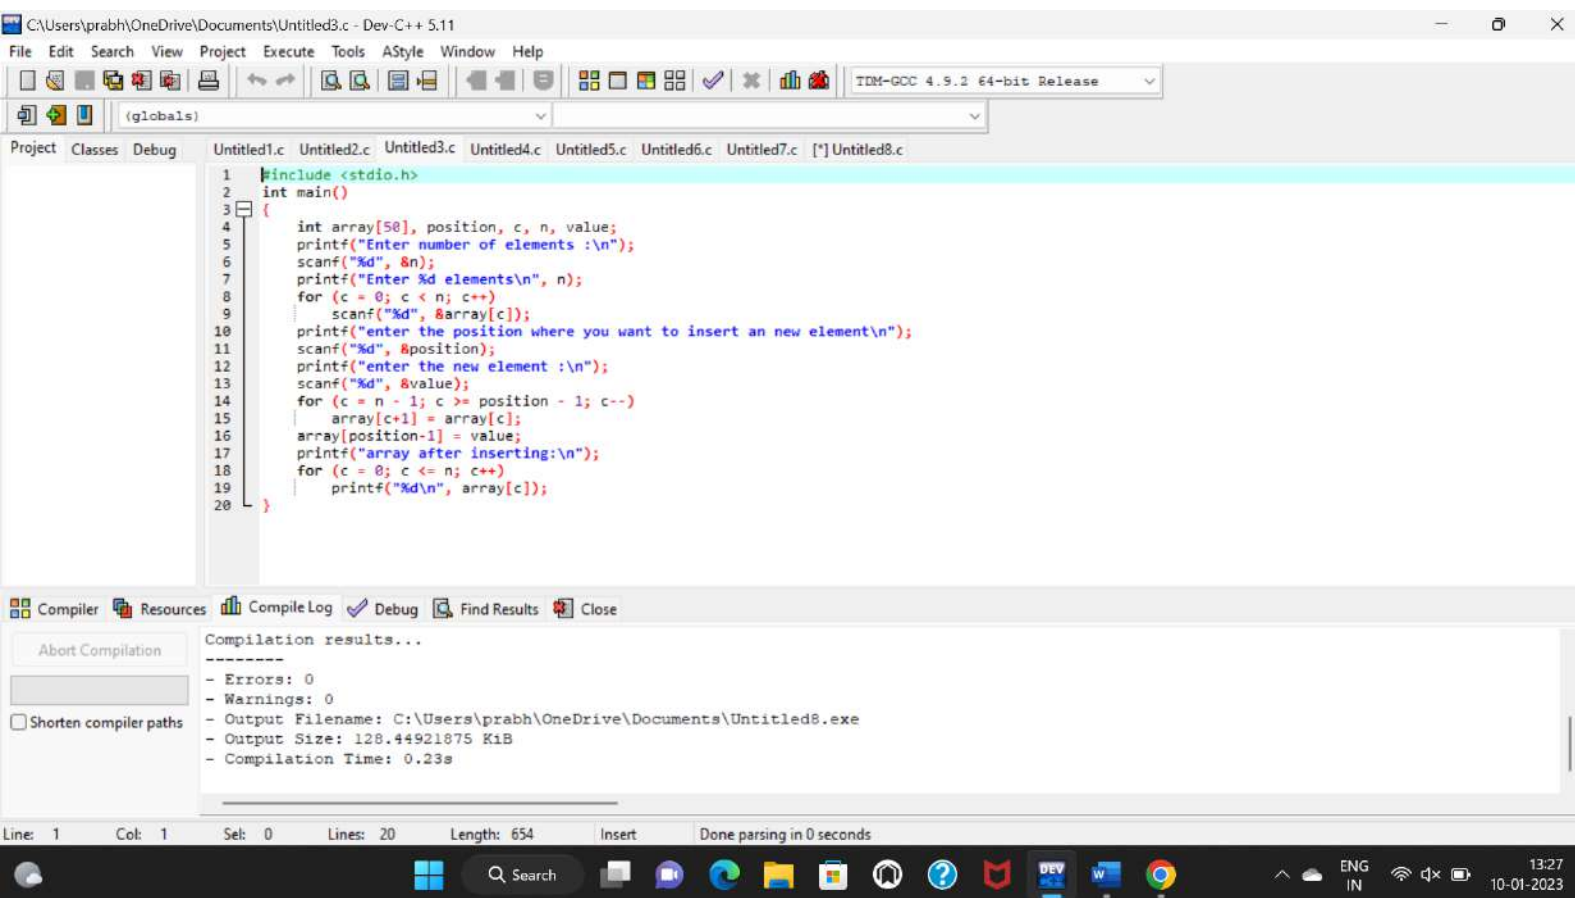 C:\Users\prabh\OneDrive\Documents\Untitled3.c - Dev-C++ 5.11
File Edit Search View Project Execute Tools AStyle Window Help
TDM-GCC 4.9.2 64-bit Release
(globals)
Project Classes Debug Untitled1.c Untitled2.c Untitled3.c Untitled4.c Untitled5.c Untitled6.c Untitled7.c [*] Untitled8.c
1 #include <stdio.h>
2 int main()
3 {
4 int array[50], position, c, n, value;
5 printf("Enter number of elements :\n");
6 scanf("%d", &n);
7 printf("Enter %d elements\n", n);
8 for (c = 0; c < n; c++)
9 scanf("%d", &array[c]);
10 printf("enter the position where you want to insert an new element\n");
11 scanf("%d", &position);
12 printf("enter the new element :\n");
13 scanf("%d", &value);
14 for (c = n - 1; c >= position - 1; c--)
15 array[c+1] = array[c];
16 array[position-1] = value;
17 printf("array after inserting:\n");
18 for (c = 0; c <= n; c++)
19 printf("%d\n", array[c]);
20 }
Compiler Resources Compile Log Debug Find Results Close
Abort Compilation
Shorten compiler paths
Compilation results...
--------
- Errors: 0
- Warnings: 0
- Output Filename: C:\Users\prabh\OneDrive\Documents\Untitled8.exe
- Output Size: 128.44921875 KiB
- Compilation Time: 0.23s
Line: 1 Col: 1 Sel: 0 Lines: 20 Length: 654 Insert Done parsing in 0 seconds
Search
DEV
W
ENG
IN
13:27
10-01-2023